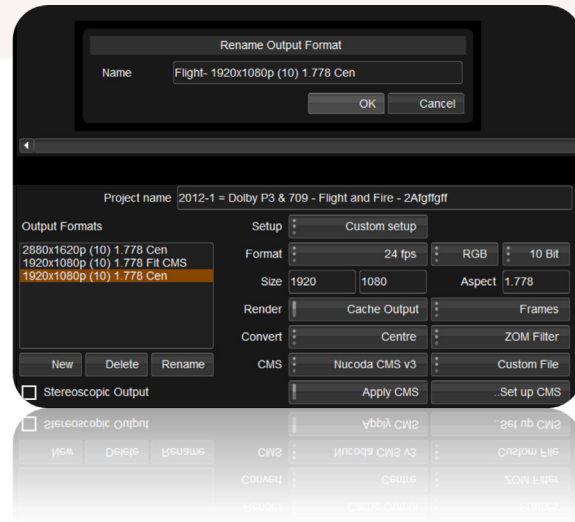 Rename Output Format
Name Flight- 1920x1080p (10) 1.778 Cen
OK Cancel
Project name 2012-1 = Dolby P3 & 709 - Flight and Fire - 2Afgffgff
Output Formats Setup Custom setup
2880x1620p (10) 1.778 Cen
1920x1080p (10) 1.778 Fit CMS
1920x1080p (10) 1.778 Cen
Format 24 fps RGB 10 Bit
Size 1920 1080 Aspect 1.778
Render Cache Output Frames
Convert Centre ZOM Filter
New Delete Rename CMS Nucoda CMS v3 Custom File
Stereoscopic Output Apply CMS ..Set up CMS